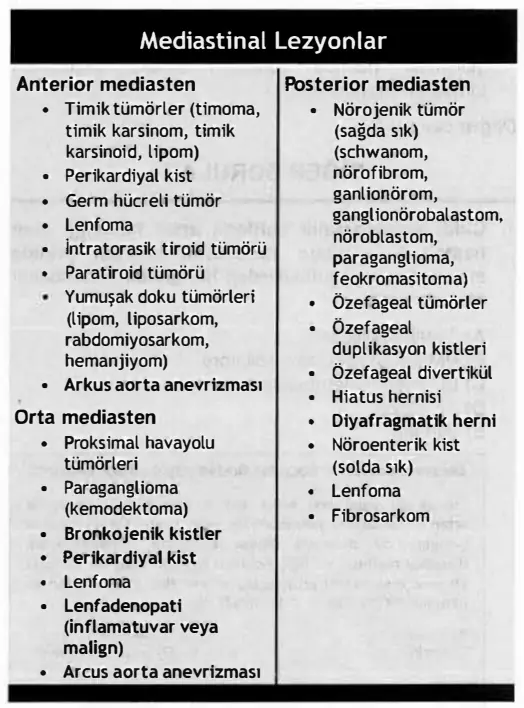 Mediastinal Lezyonlar
Anterior mediasten
• Timik tümörler (timoma,
timik karsinom, timik
karsinoid, lipom)
• Perikardiyal kist
• Germ hücreli tümör
• Lenfoma
• İntratorasik tiroid tümörü
• Paratiroid tümörü
• Yumuşak doku tümörleri
(lipom, liposarkom,
rabdomiyosarkom,
hemanjiyom)
• Arkus aorta anevrizması
Orta mediasten
• Proksimal havayolu
tümörleri
• Paraganglioma
(kemodektoma)
• Bronkojenik kistler
• Perikardiyal kist
• Lenfoma
• Lenfadenopati
(inflamatuvar veya
malign)
• Arcus aorta anevrizması
Posterior mediasten
• Nörojenik tümör
(sağda sık)
(schwanom,
nörofibrom,
ganlionörom,
ganglionörobalastom,
nöroblastom,
paraganglioma,
feokromasitoma)
• Özefageal tümörler
• Özefageal
duplikasyon kistleri
• Özefageal divertikül
• Hiatus hernisi
• Diyafragmatik herni
• Nöroenterik kist
(solda sık)
• Lenfoma
• Fibrosarkom